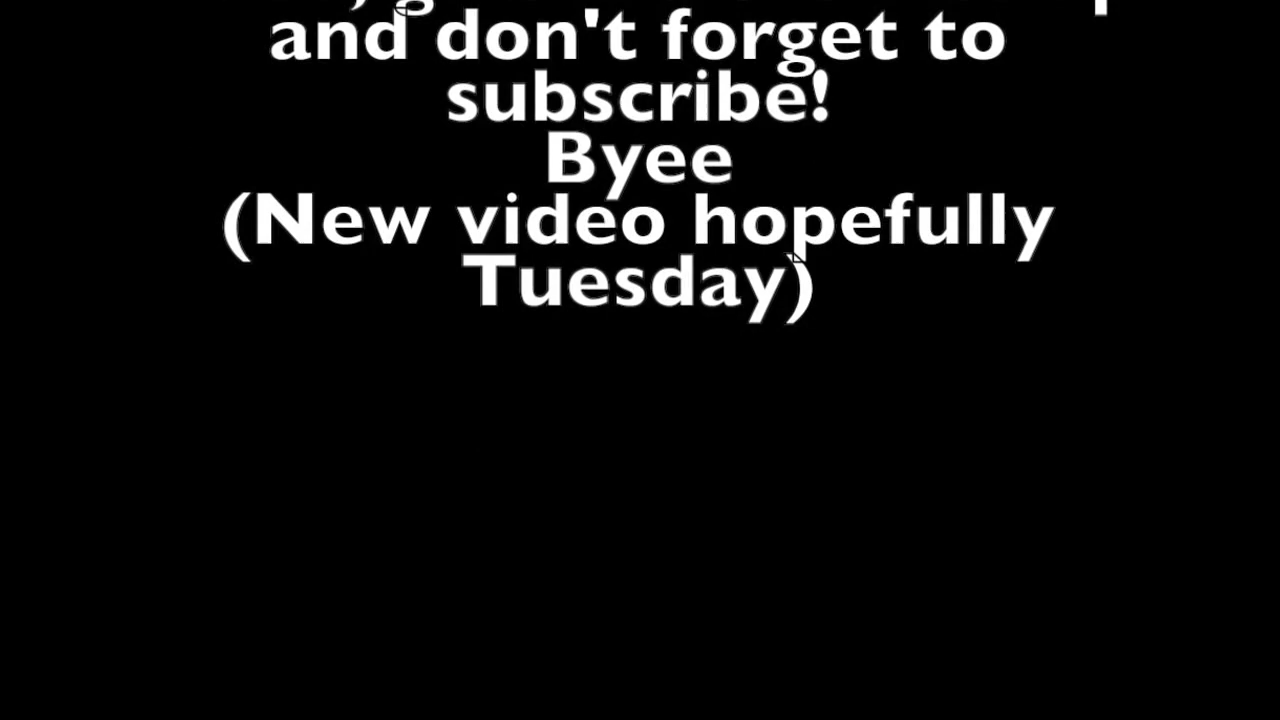 and don't forget to
subscribe!
Byee
(New video hopefully
Tuesday)